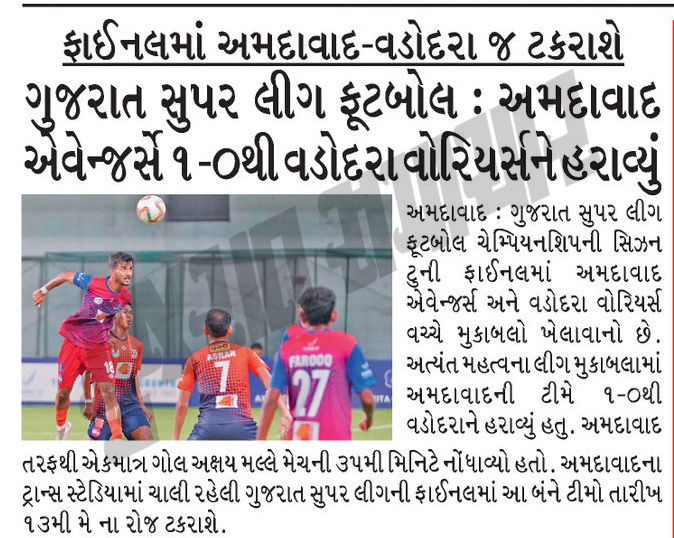 ફાઈનલમાં અમદાવાદ-વડોદરા જ ટકરાશે
ગુજરાત સુપર લીગ ફૂટબોલ : અમદાવાદ
એવેન્જર્સે ૧-૦થી વડોદરા વોરિયર્સને હરાવ્યું
અમદાવાદ : ગુજરાત સુપર લીગ
ફૂટબોલ ચેમ્પિયનશિપની સિઝન
ટુની ફાઈનલમાં અમદાવાદ
એવેન્જર્સ અને વડોદરા વોરિયર્સ
વચ્ચે મુકાબલો ખેલાવાનો છે.
અત્યંત મહત્વના લીગ મુકાબલામાં
અમદાવાદની ટીમે ૧-૦થી
વડોદરાને હરાવ્યું હતુ. અમદાવાદ
તરફથી એકમાત્ર ગોલ અક્ષય મલ્લે મેચની ૩૫મી મિનિટે નોંધાવ્યો હતો. અમદાવાદના
ટ્રાન્સ સ્ટેડિયામાં ચાલી રહેલી ગુજરાત સુપર લીગની ફાઈનલમાં આ બંને ટીમો તારીખ
૧૩મી મે ના રોજ ટકરાશે.
18
ASHAR
7
FAROOQ
27